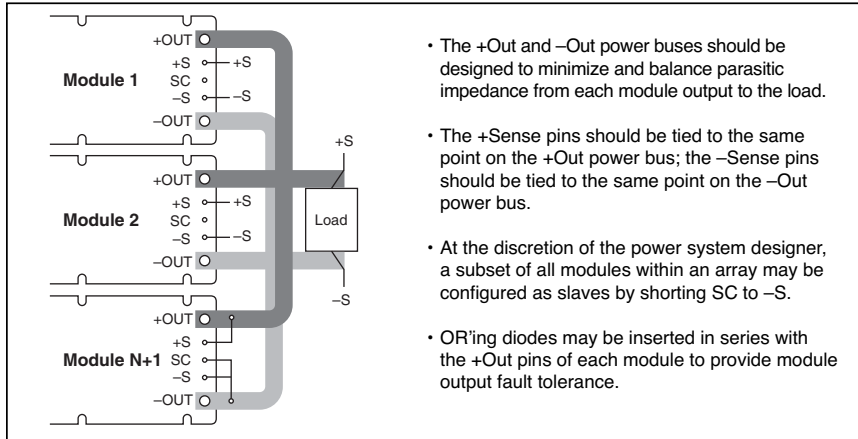 +OUT
+S
+S
Module 1
SC
–S
–S
–OUT
+S
+OUT
+S
+S
Module 2
SC
Load
–S
–S
–OUT
–S
+OUT
+S
Module N+1
SC
–S
–OUT
• The +Out and –Out power buses should be
designed to minimize and balance parasitic
impedance from each module output to the load.
• The +Sense pins should be tied to the same
point on the +Out power bus; the –Sense pins
should be tied to the same point on the –Out
power bus.
• At the discretion of the power system designer,
a subset of all modules within an array may be
configured as slaves by shorting SC to –S.
• OR'ing diodes may be inserted in series with
the +Out pins of each module to provide module
output fault tolerance.